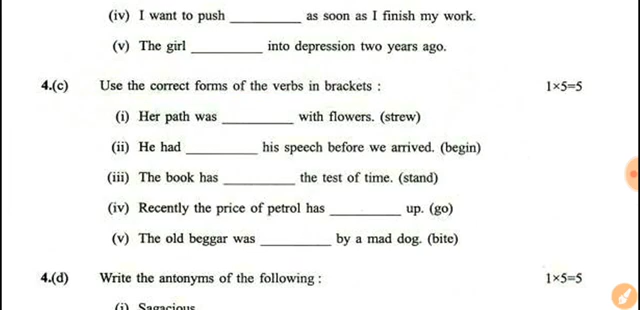 (iv) I want to push __________ as soon as I finish my work.
(v) The girl __________ into depression two years ago.
4.(c) Use the correct forms of the verbs in brackets : 1×5=5
(i) Her path was __________ with flowers. (strew)
(ii) He had __________ his speech before we arrived. (begin)
(iii) The book has __________ the test of time. (stand)
(iv) Recently the price of petrol has __________ up. (go)
(v) The old beggar was __________ by a mad dog. (bite)
4.(d) Write the antonyms of the following : 1×5=5
(i) Sagacious